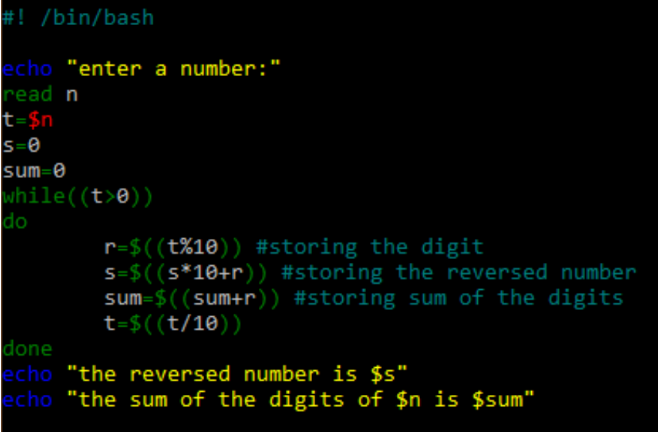 #! /bin/bash

echo "enter a number:"
read n
t=$n
s=0
sum=0
while((t>0))
do
        r=$((t%10)) #storing the digit
        s=$((s*10+r)) #storing the reversed number
        sum=$((sum+r)) #storing sum of the digits
        t=$((t/10))
done
echo "the reversed number is $s"
echo "the sum of the digits of $n is $sum"